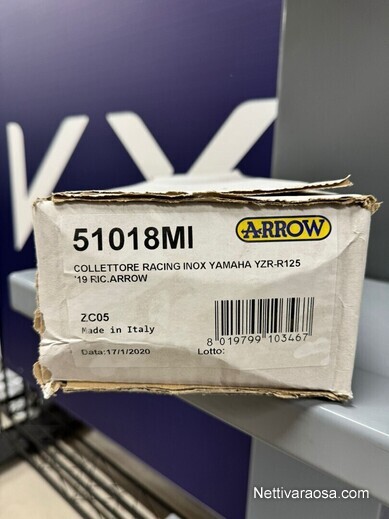 51018MI
ARROW
COLLETTORE RACING INOX YAMAHA YZR-R125
'19 RIC.ARROW
ZC05
Made in Italy
Data:17/1/2020
Lotto:
8 019799 103467
Nettivaraosa.com